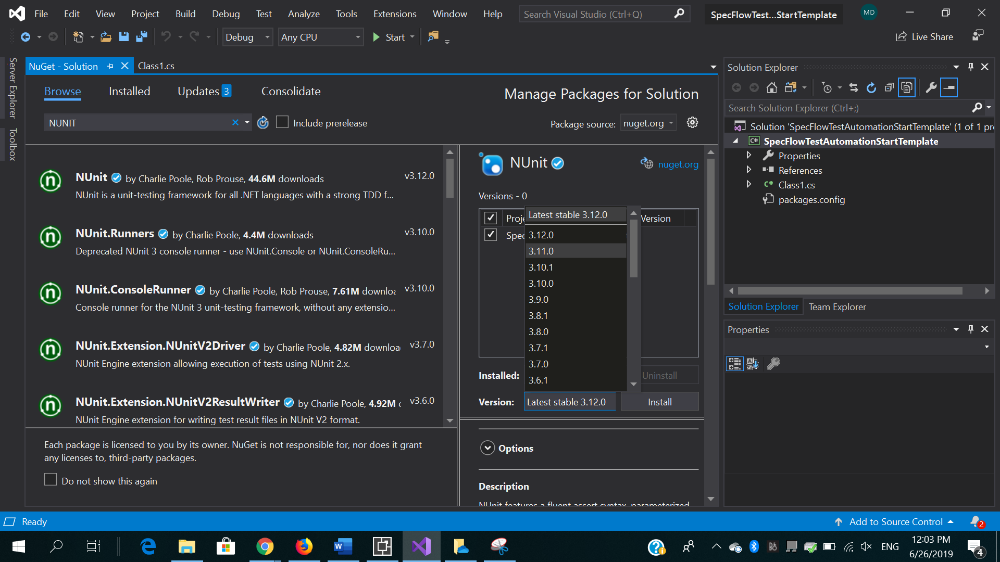 File Edit View Project Build Debug Test Analyze Tools Extensions Window Help Search Visual Studio (Ctrl+Q) SpecFlowTest...StartTemplate MD
Debug Any CPU Start Live Share
Server Explorer
Toolbox
NuGet - Solution Class1.cs
Browse Installed Updates 3 Consolidate Manage Packages for Solution
NUNIT Include prerelease Package source: nuget.org
NUnit by Charlie Poole, Rob Prouse, 44.6M downloads v3.12.0
NUnit is a unit-testing framework for all .NET languages with a strong TDD f...
NUnit.Runners by Charlie Poole, 4.4M downloads v3.10.0
Deprecated NUnit 3 console runner - use NUnit.Console or NUnit.ConsoleRu...
NUnit.ConsoleRunner by Charlie Poole, Rob Prouse, 7.61M downloa v3.10.0
Console runner for the NUnit 3 unit-testing framework, without any extensio...
NUnit.Extension.NUnitV2Driver by Charlie Poole, 4.82M downloa v3.7.0
NUnit Engine extension allowing execution of tests using NUnit 2.x.
NUnit.Extension.NUnitV2ResultWriter by Charlie Poole, 4.92M v3.6.0
NUnit Engine extension for writing test result files in NUnit V2 format.
Each package is licensed to you by its owner. NuGet is not responsible for, nor does it grant
any licenses to, third-party packages.
Do not show this again
NUnit nuget.org
Versions - 0
Proje Version
Spec
Latest stable 3.12.0
3.12.0
3.11.0
3.10.1
3.10.0
3.9.0
3.8.1
3.8.0
3.7.1
3.7.0
3.6.1
Installed: Uninstall
Version: Latest stable 3.12.0 Install
Options
Description
NUnit features a fluent assert syntax, parameterized
Solution Explorer
Search Solution Explorer (Ctrl+;)
Solution 'SpecFlowTestAutomationStartTemplate' (1 of 1 pr
C# SpecFlowTestAutomationStartTemplate
Properties
References
C# Class1.cs
packages.config
Solution Explorer Team Explorer
Properties
Ready Add to Source Control 2
ENG 12:03 PM
6/26/2019 4